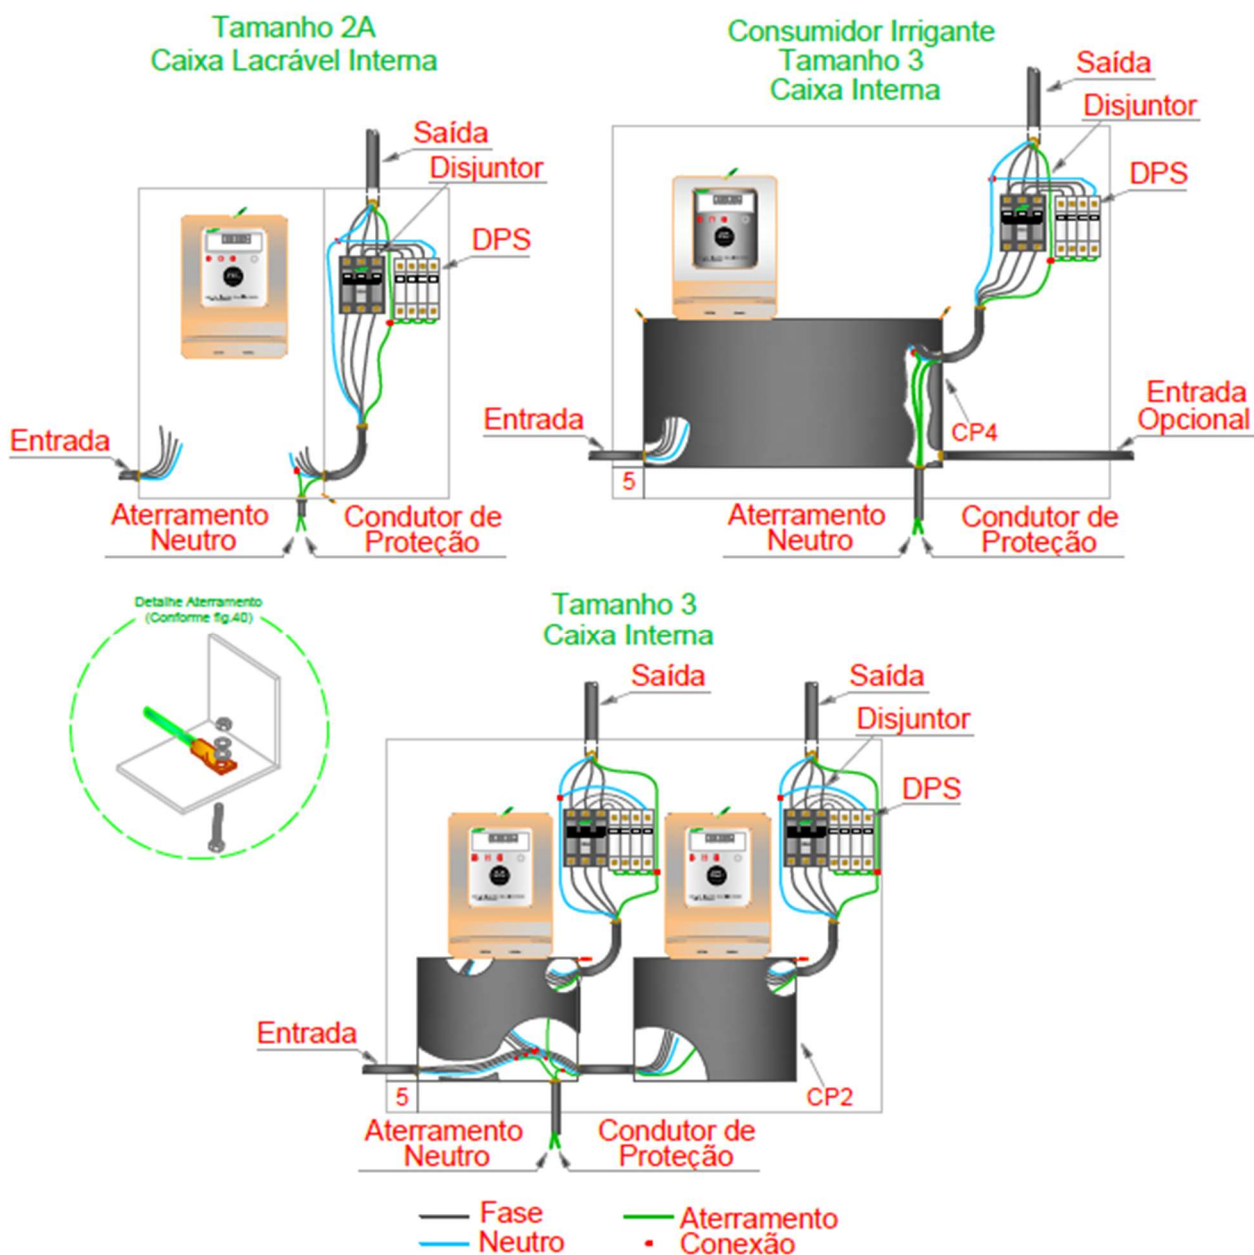 Tamanho 2A
Caixa Lacrável Interna
Saída
Disjuntor
DPS
Entrada
Aterramento
Neutro
Condutor de
Proteção
Consumidor Irrigante
Tamanho 3
Caixa Interna
Saída
Disjuntor
DPS
Entrada
Entrada
Opcional
CP4
5
Aterramento
Neutro
Condutor de
Proteção
Detalhe Aterramento
(Conforme fig.40)
Tamanho 3
Caixa Interna
Saída
Saída
Disjuntor
DPS
Entrada
5
CP2
Aterramento
Neutro
Condutor de
Proteção
Fase
Aterramento
Neutro
Conexão